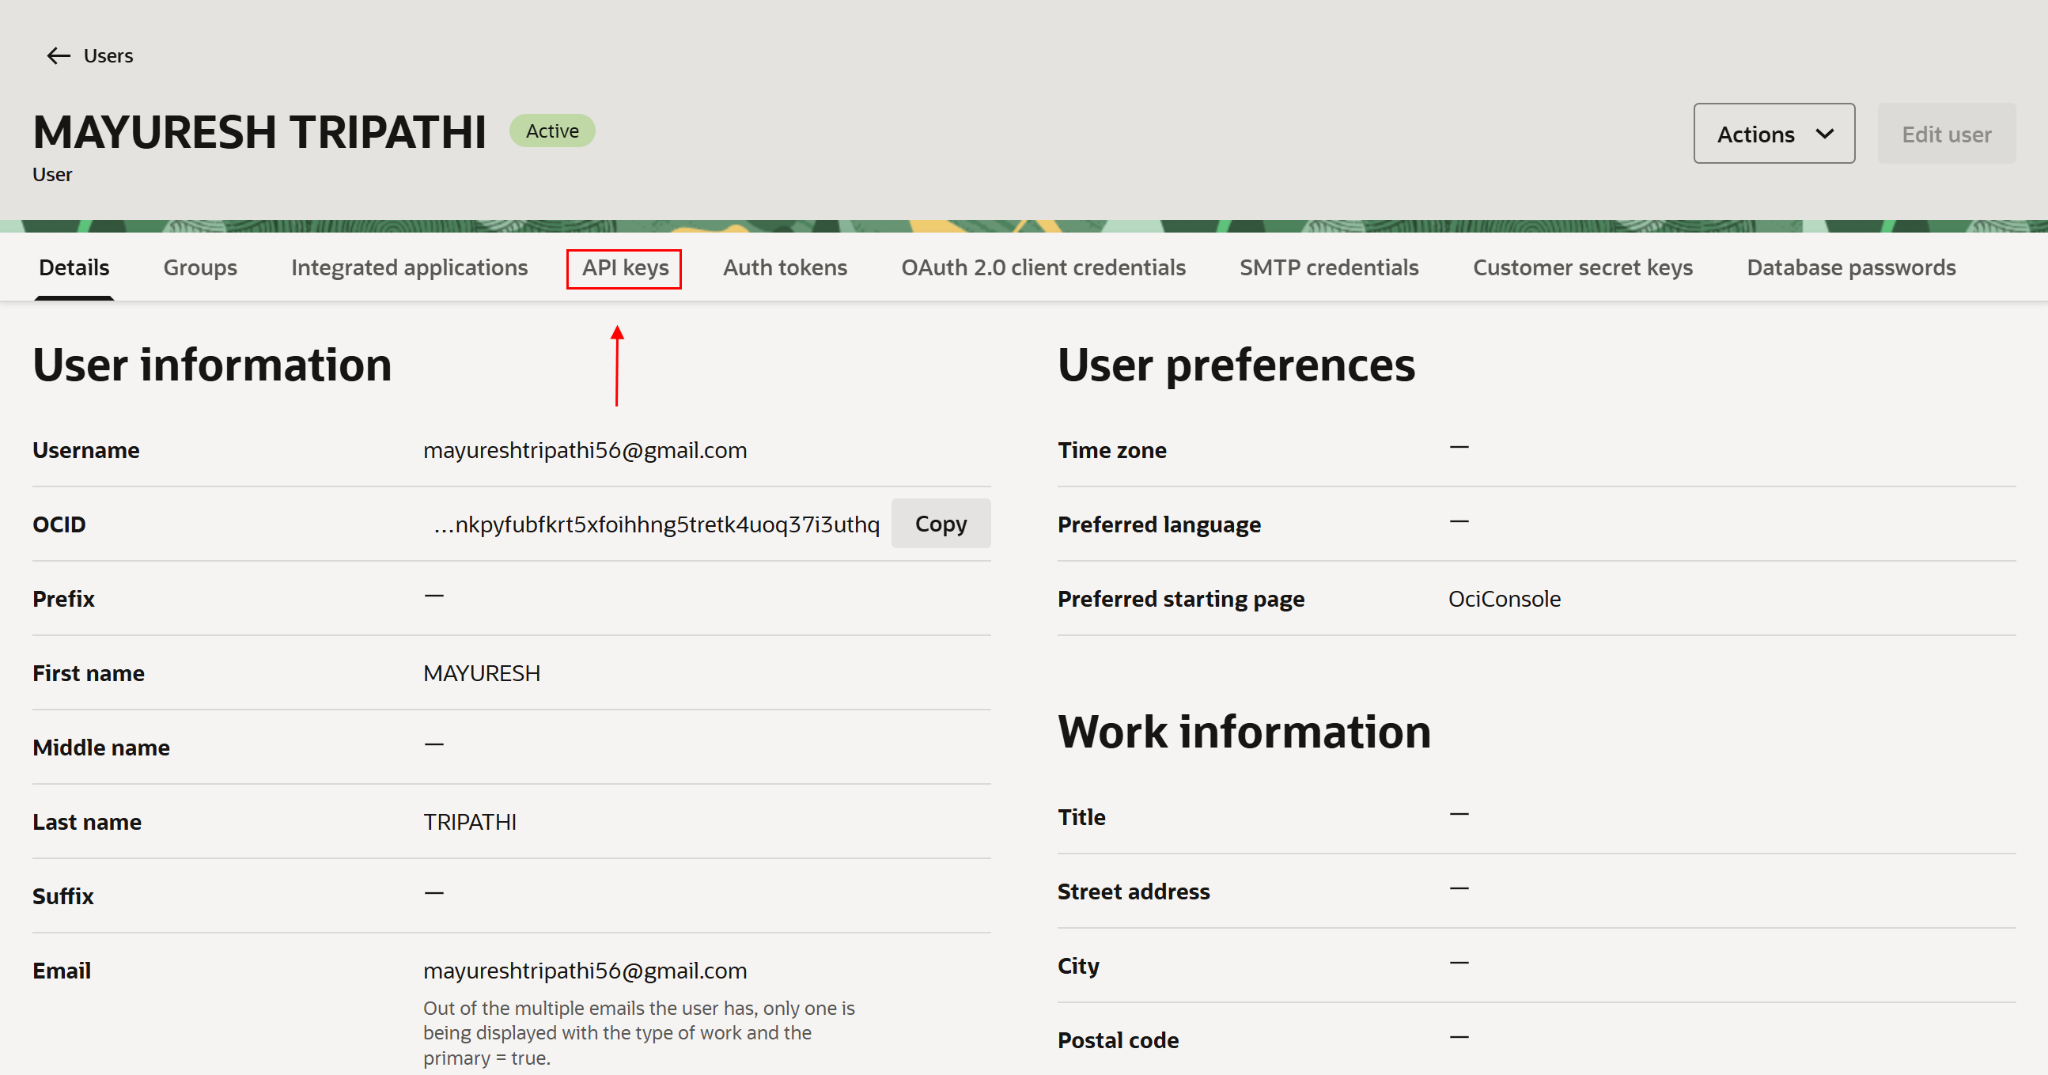 Users
MAYURESH TRIPATHI Active
User
Actions
Edit user
Details Groups Integrated applications API keys Auth tokens OAuth 2.0 client credentials SMTP credentials Customer secret keys Database passwords
User information
Username mayureshtripathi56@gmail.com
OCID ...nkpyfubfkrt5xfoihhng5tretk4uoq37i3uthq Copy
Prefix —
First name MAYURESH
Middle name —
Last name TRIPATHI
Suffix —
Email mayureshtripathi56@gmail.com
Out of the multiple emails the user has, only one is
being displayed with the type of work and the
primary = true.
User preferences
Time zone —
Preferred language —
Preferred starting page OciConsole
Work information
Title —
Street address —
City —
Postal code —